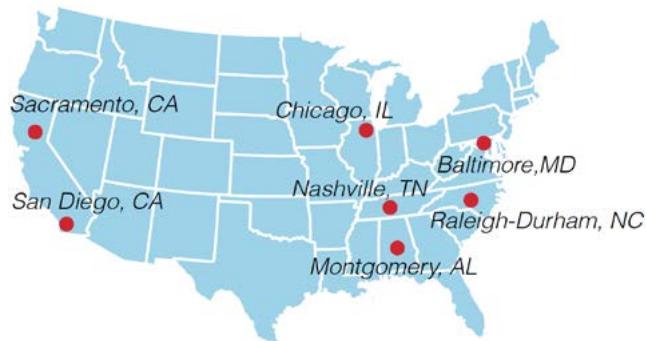 Sacramento, CA
Chicago, IL
Baltimore,MD
Nashville, TN
San Diego, CA
Raleigh-Durham, NC
Montgomery, AL